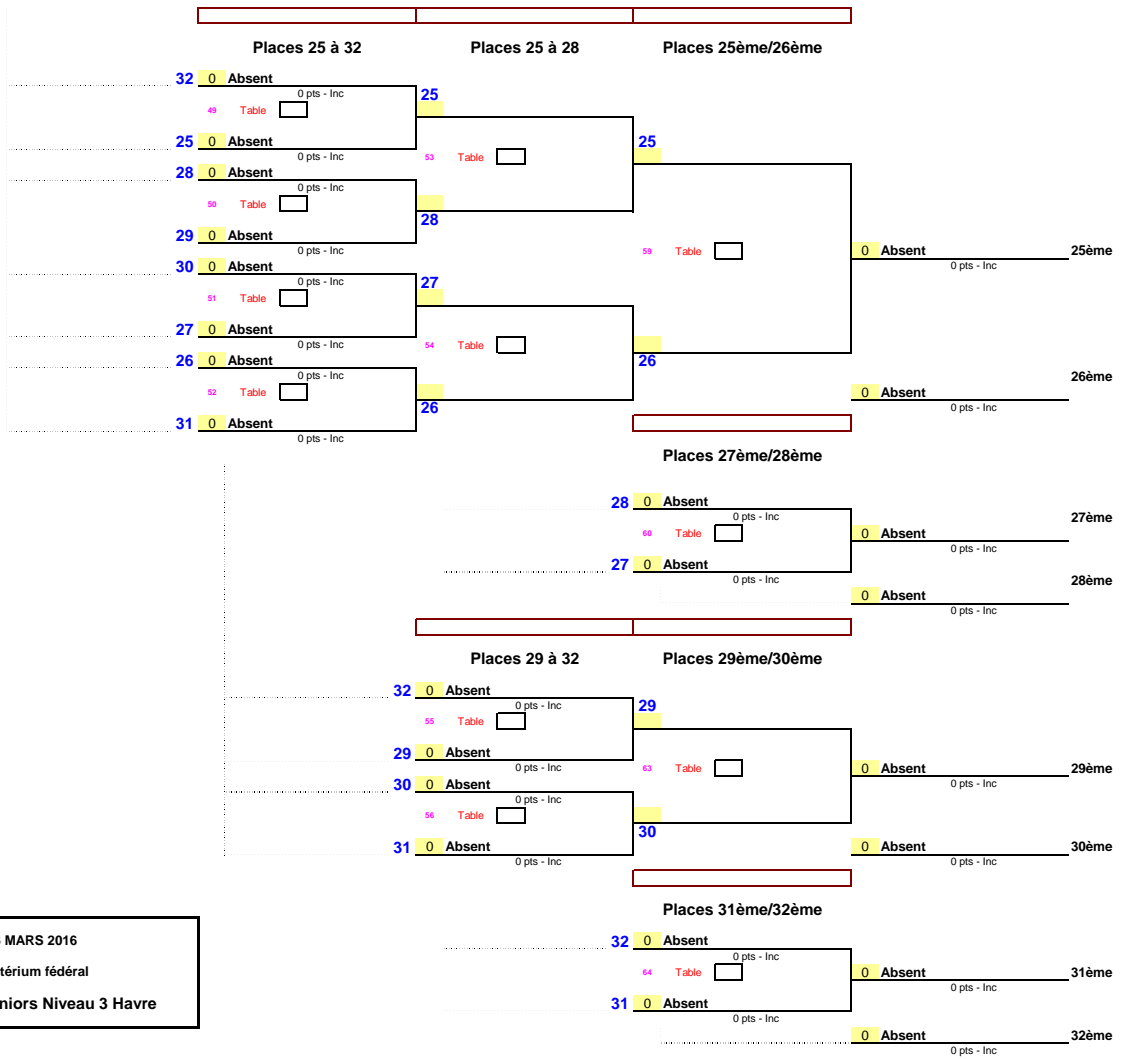 Places 25 à 32 Places 25 à 28 Places 25ème/26ème
32 0 Absent
0 pts - Inc 25
49 Table
25 0 Absent 25
0 pts - Inc 53 Table
28 0 Absent
0 pts - Inc
50 Table
28
29 0 Absent
0 pts - Inc 59 Table 0 Absent 25ème
30 0 Absent 0 pts - Inc
0 pts - Inc 27
51 Table
27 0 Absent
0 pts - Inc 54 Table
26 0 Absent 26
0 pts - Inc 26ème
52 Table 0 Absent
26 0 pts - Inc
31 0 Absent
0 pts - Inc
Places 27ème/28ème
28 0 Absent
0 pts - Inc 27ème
60 Table 0 Absent
0 pts - Inc
27 0 Absent
0 pts - Inc 28ème
0 Absent
0 pts - Inc
Places 29 à 32 Places 29ème/30ème
32 0 Absent
0 pts - Inc 29
55 Table
29 0 Absent
0 pts - Inc 63 Table 0 Absent 29ème
30 0 Absent 0 pts - Inc
0 pts - Inc
56 Table
30
31 0 Absent 0 Absent 30ème
0 pts - Inc 0 pts - Inc
Places 31ème/32ème
32 0 Absent
0 pts - Inc
64 Table 0 Absent 31ème
0 pts - Inc
31 0 Absent
0 pts - Inc
0 Absent 32ème
0 pts - Inc
MARS 2016
térium fédéral
niors Niveau 3 Havre